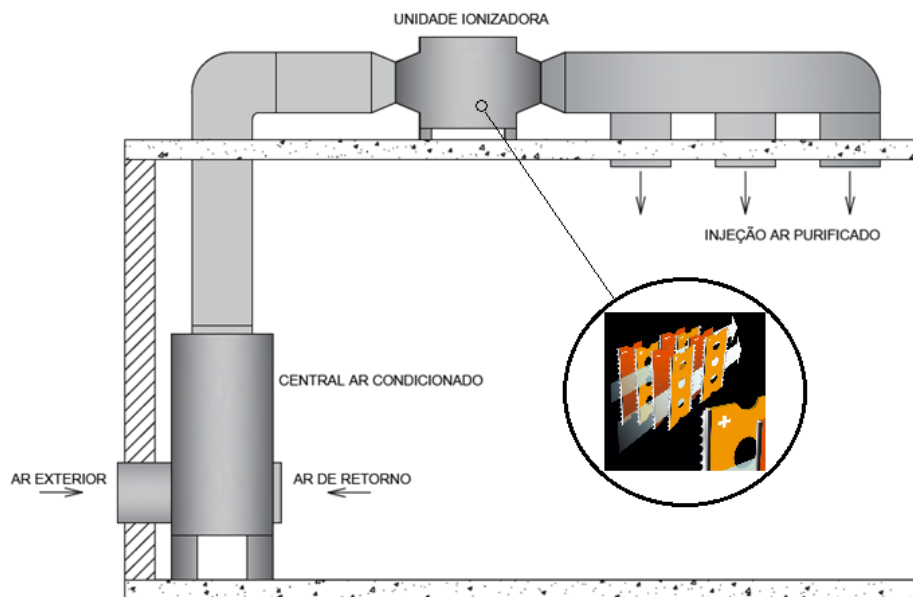 UNIDADE IONIZADORA
INJEÇÃO AR PURIFICADO
CENTRAL AR CONDICIONADO
AR EXTERIOR
AR DE RETORNO